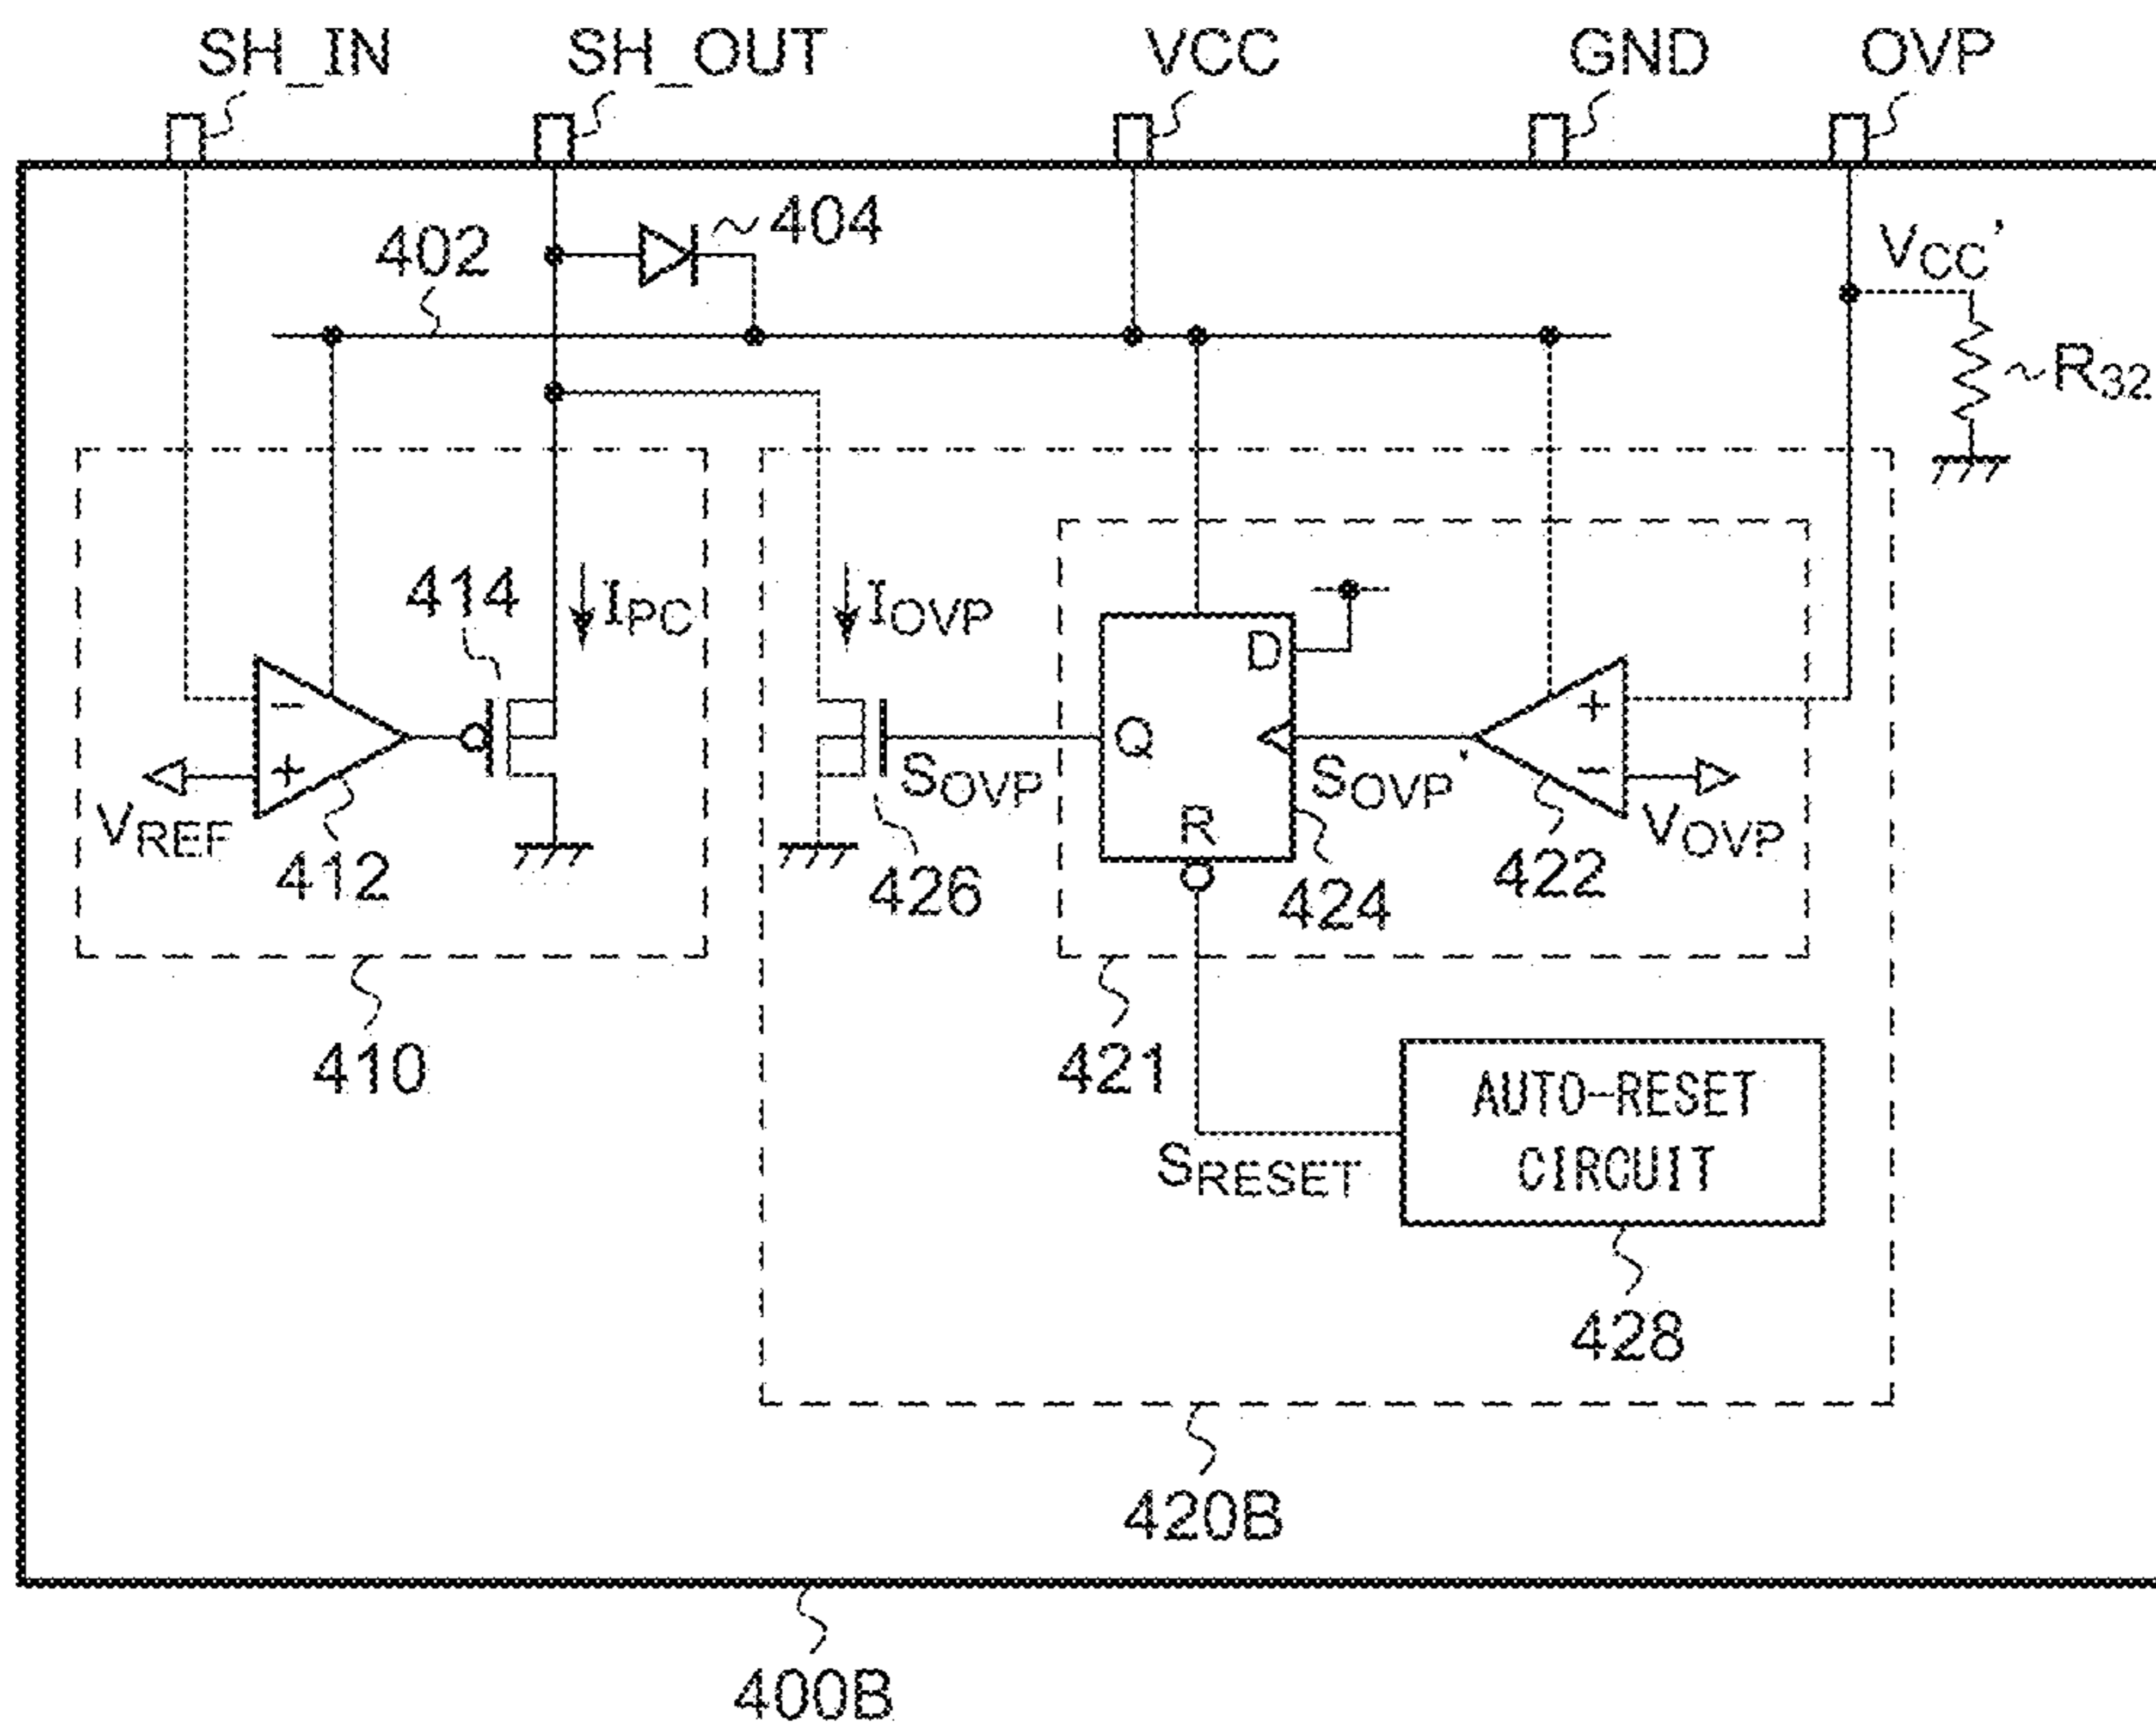 SH_IN SH_OUT VCC GND OVP
404
402
VCC'
R32
414
IPC
IOVP
D
Q
R
−
+
VREF
412
SOVP
426
SOVP'
424
+
−
VOVP
422
410
421
AUTO-RESET
CIRCUIT
SRESET
428
420B
400B